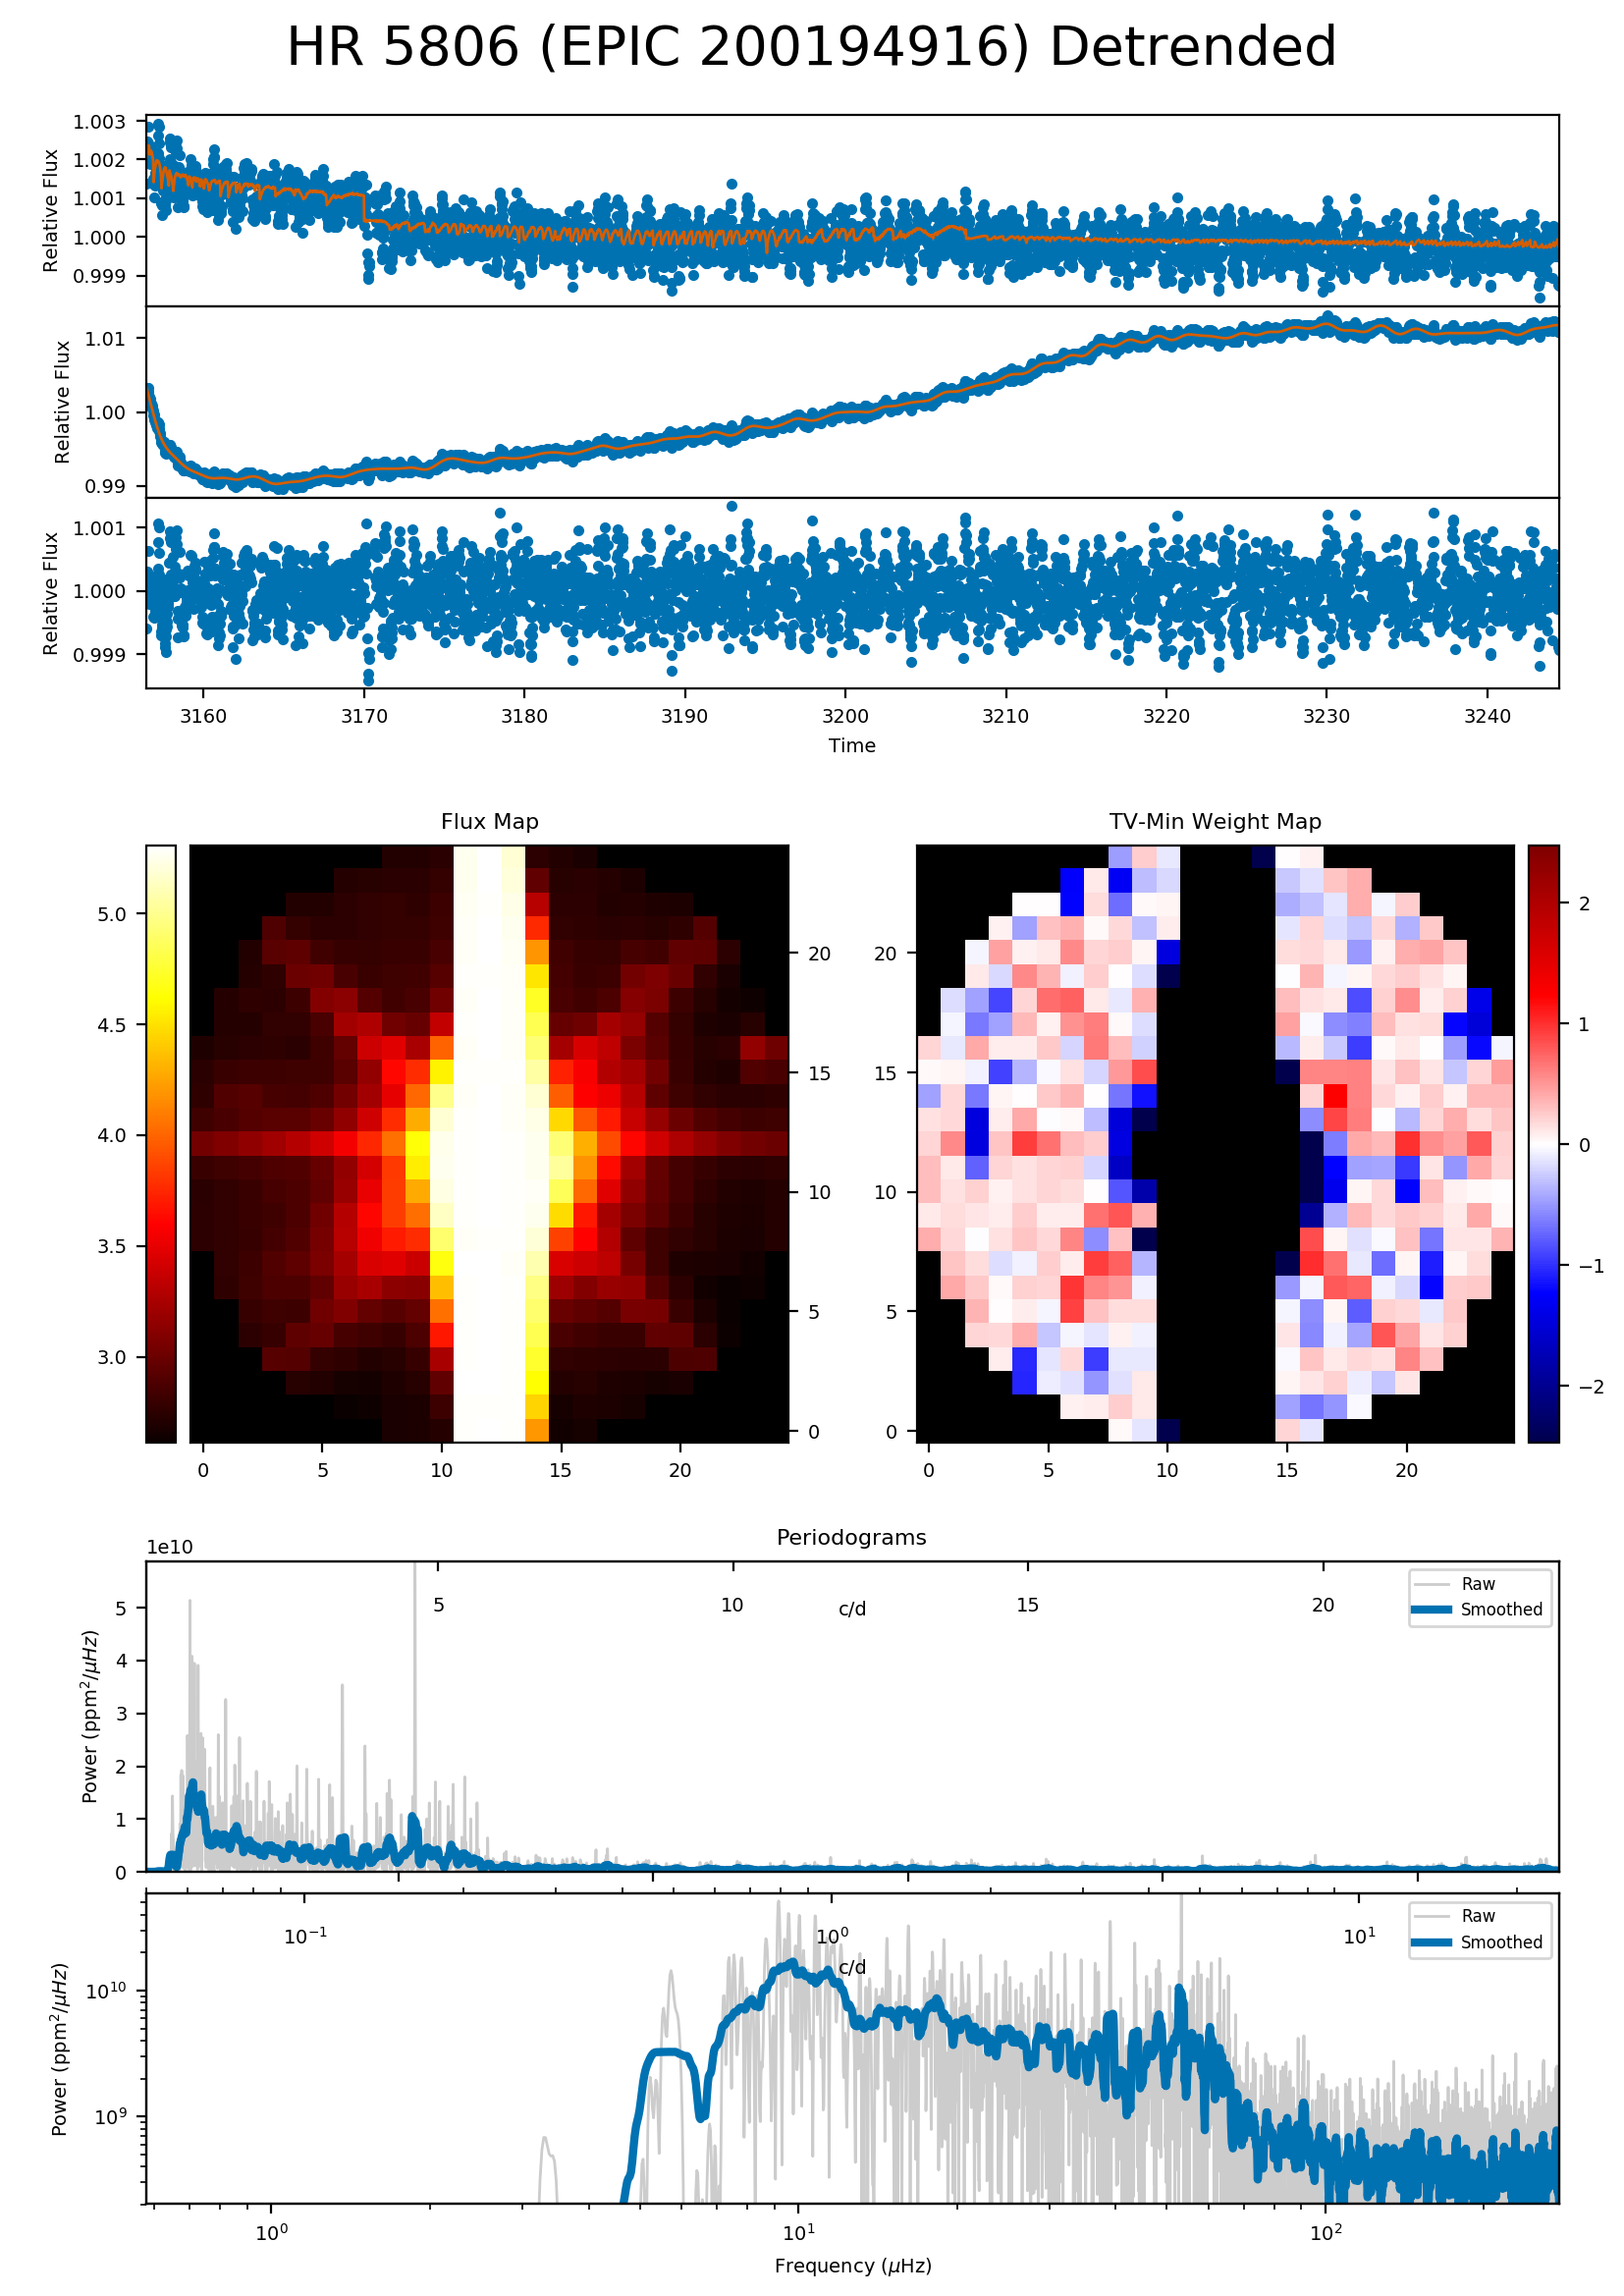 HR 5806 (EPIC 200194916) Detrended
1.003
1.002
1.001
1.000
0.999
Relative Flux
1.01
1.00
0.99
Relative Flux
1.001
1.000
0.999
Relative Flux
3160 3170 3180 3190 3200 3210 3220 3230 3240
Time
Flux Map
TV-Min Weight Map
5.0
4.5
4.0
3.5
3.0
20
15
10
5
0
0 5 10 15 20
20
15
10
5
0
0 5 10 15 20
2
1
0
−1
−2
Periodograms
1e10
5 10 15 20
c/d
Raw
Smoothed
5
4
3
2
1
0
Power (ppm²/μHz)
10⁻¹ 10⁰ 10¹
c/d
Raw
Smoothed
10¹⁰
10⁹
Power (ppm²/μHz)
10⁰ 10¹ 10²
Frequency (μHz)